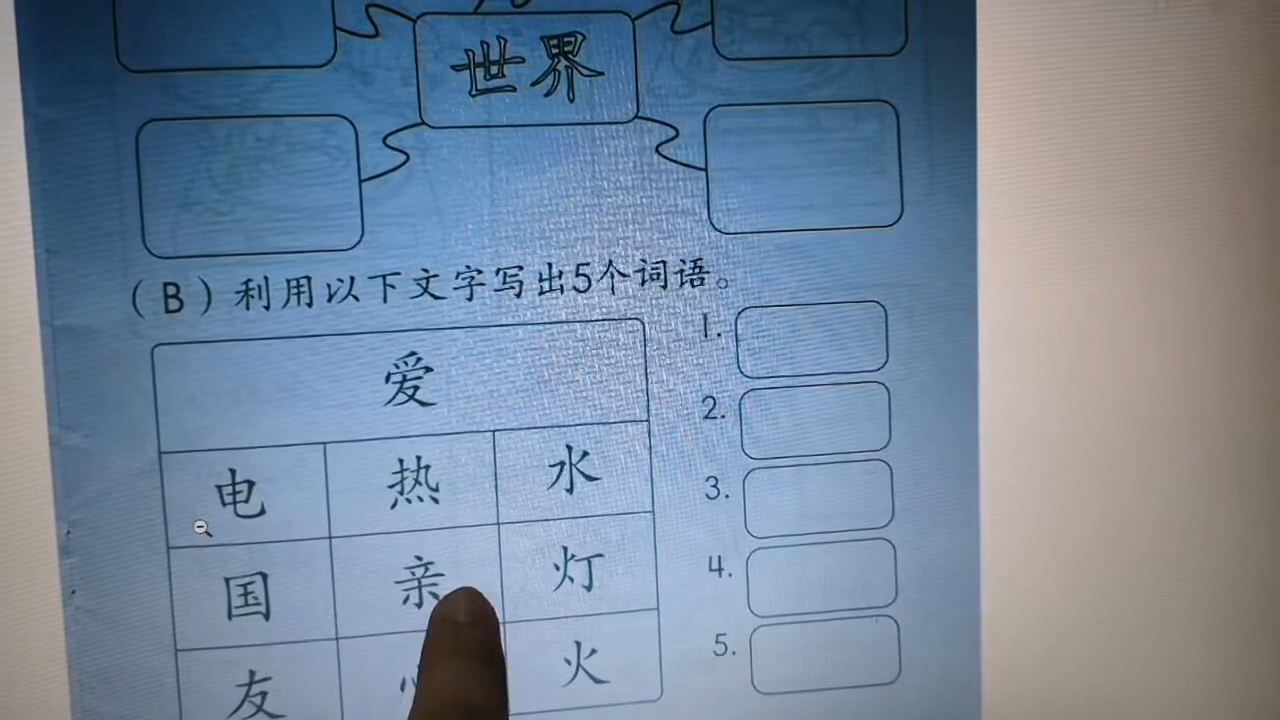 世界
(B) 利用以下文字写出5个词语。
爱
电 热 水
国 亲 灯
友 火
1.
2.
3.
4.
5.